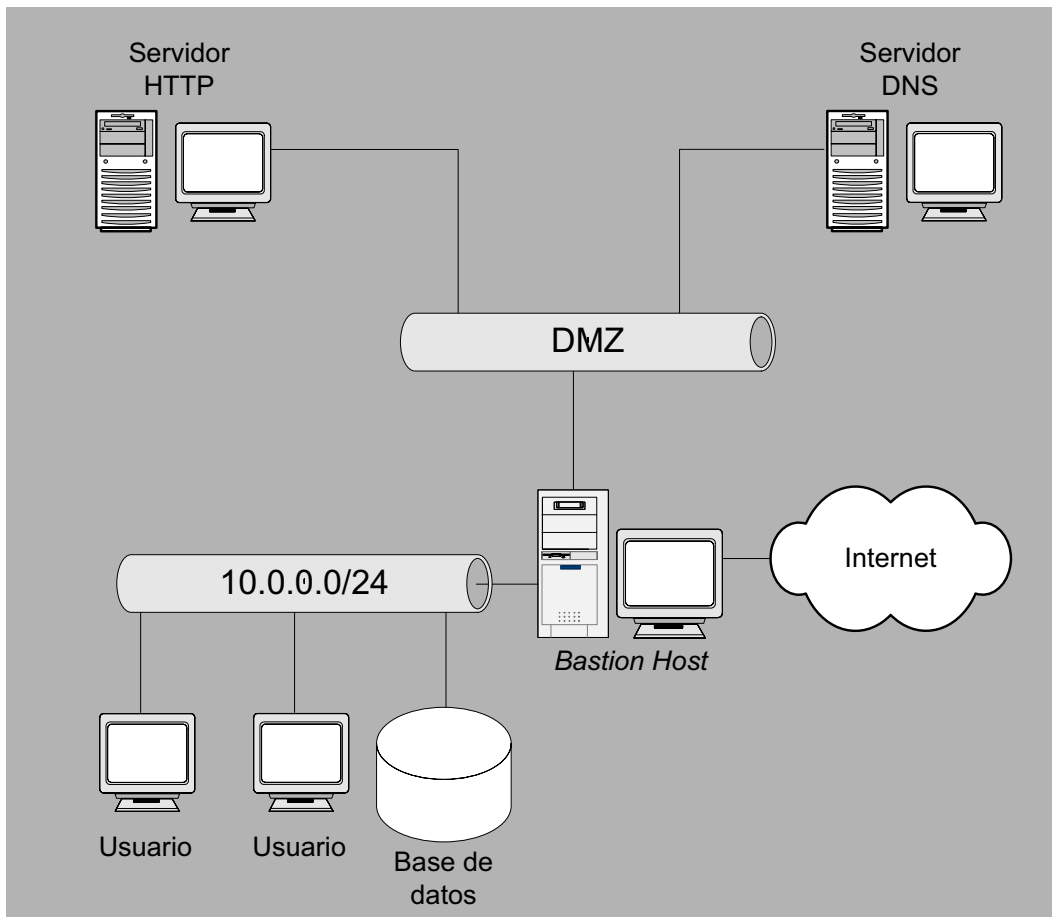 Servidor
HTTP
Servidor
DNS
DMZ
Internet
10.0.0.0/24
Bastion Host
Usuario
Usuario
Base de
datos